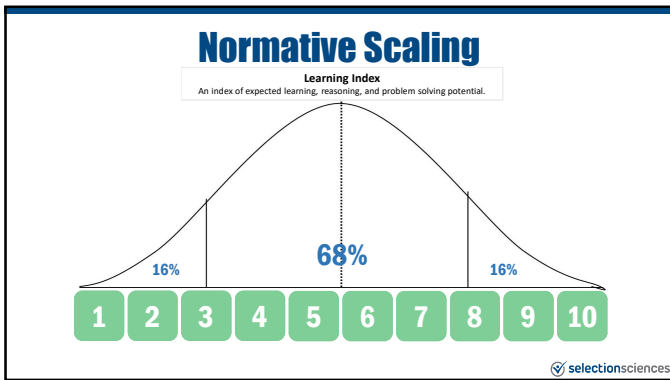 Normative Scaling
Learning Index
An index of expected learning, reasoning, and problem solving potential.
68%
16%
16%
1 2 3 4 5 6 7 8 9 10
selectionsciences